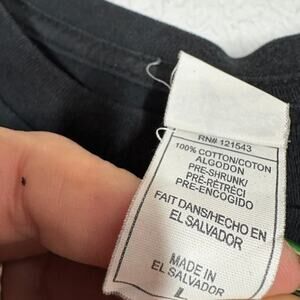 RN# 121543
100% COTTON/COTON
ALGODON
PRE-SHRUNK/
PRÉ-RETRÉCI
PRE-ENCOGIDO
FAIT DANS/HECHO EN
EL SALVADOR
MADE IN
EL SALVADOR
L